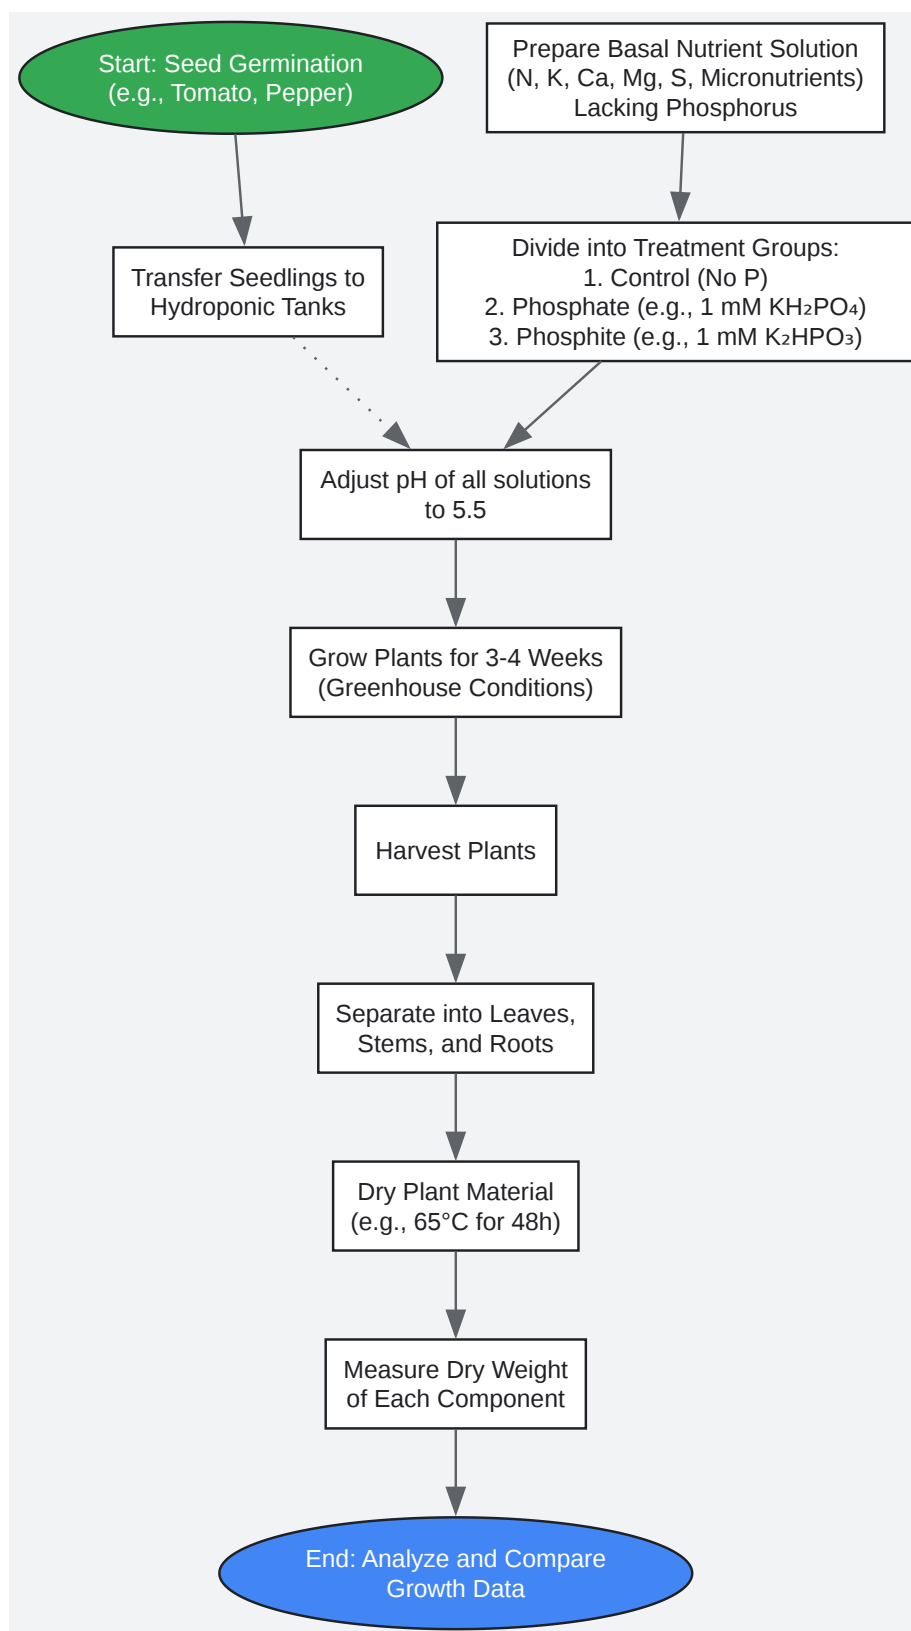 Start: Seed Germination
(e.g., Tomato, Pepper)
Prepare Basal Nutrient Solution
(N, K, Ca, Mg, S, Micronutrients)
Lacking Phosphorus
Transfer Seedlings to
Hydroponic Tanks
Divide into Treatment Groups:
1. Control (No P)
2. Phosphate (e.g., 1 mM KH₂PO₄)
3. Phosphite (e.g., 1 mM K₂HPO₃)
Adjust pH of all solutions
to 5.5
Grow Plants for 3-4 Weeks
(Greenhouse Conditions)
Harvest Plants
Separate into Leaves,
Stems, and Roots
Dry Plant Material
(e.g., 65°C for 48h)
Measure Dry Weight
of Each Component
End: Analyze and Compare
Growth Data